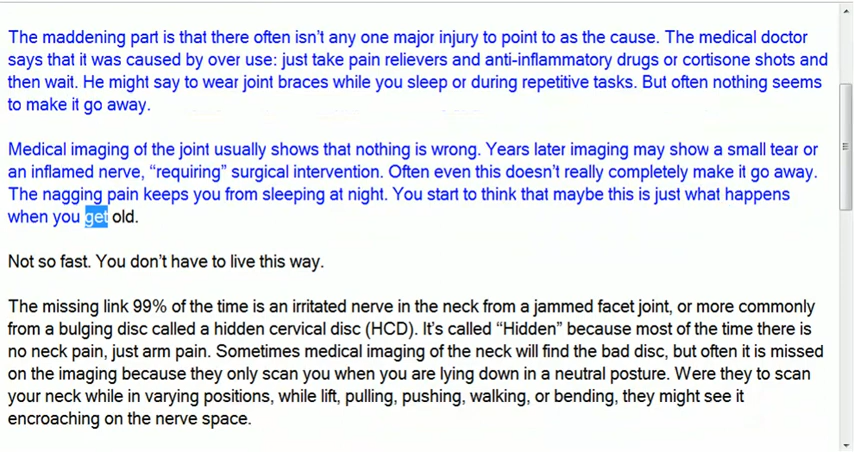 The maddening part is that there often isn’t any one major injury to point to as the cause. The medical doctor
says that it was caused by over use: just take pain relievers and anti-inflammatory drugs or cortisone shots and
then wait. He might say to wear joint braces while you sleep or during repetitive tasks. But often nothing seems
to make it go away.
Medical imaging of the joint usually shows that nothing is wrong. Years later imaging may show a small tear or
an inflamed nerve, “requiring” surgical intervention. Often even this doesn’t really completely make it go away.
The nagging pain keeps you from sleeping at night. You start to think that maybe this is just what happens
when you get old.
Not so fast. You don’t have to live this way.
The missing link 99% of the time is an irritated nerve in the neck from a jammed facet joint, or more commonly
from a bulging disc called a hidden cervical disc (HCD). It’s called “Hidden” because most of the time there is
no neck pain, just arm pain. Sometimes medical imaging of the neck will find the bad disc, but often it is missed
on the imaging because they only scan you when you are lying down in a neutral posture. Were they to scan
your neck while in varying positions, while lift, pulling, pushing, walking, or bending, they might see it
encroaching on the nerve space.